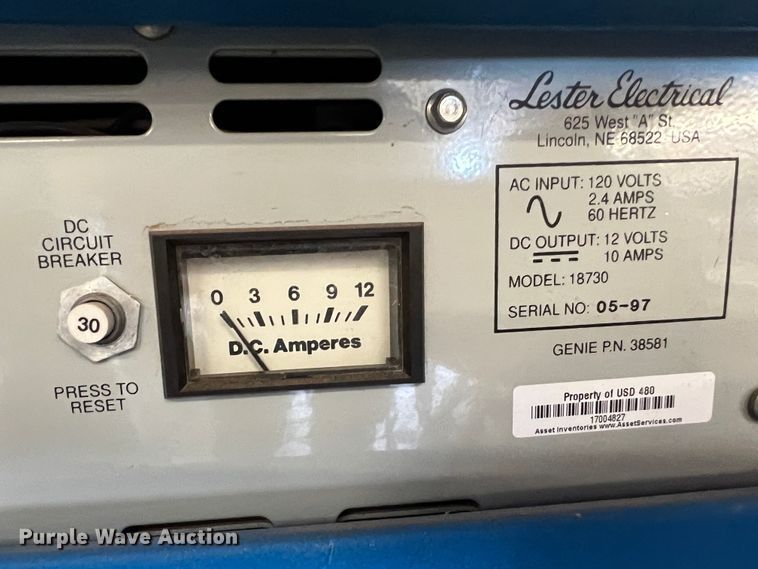 Lester Electrical
625 West "A" St.
Lincoln, NE 68522 USA
AC INPUT: 120 VOLTS
2.4 AMPS
60 HERTZ
DC OUTPUT: 12 VOLTS
10 AMPS
MODEL: 18730
SERIAL NO: 05-97
GENIE P.N. 38581
DC
CIRCUIT
BREAKER
30
PRESS TO
RESET
0 3 6 9 12
D.C. Amperes
Property of USD 480
17004827
Asset Inventories www.AssetServices.com
Purple Wave Auction